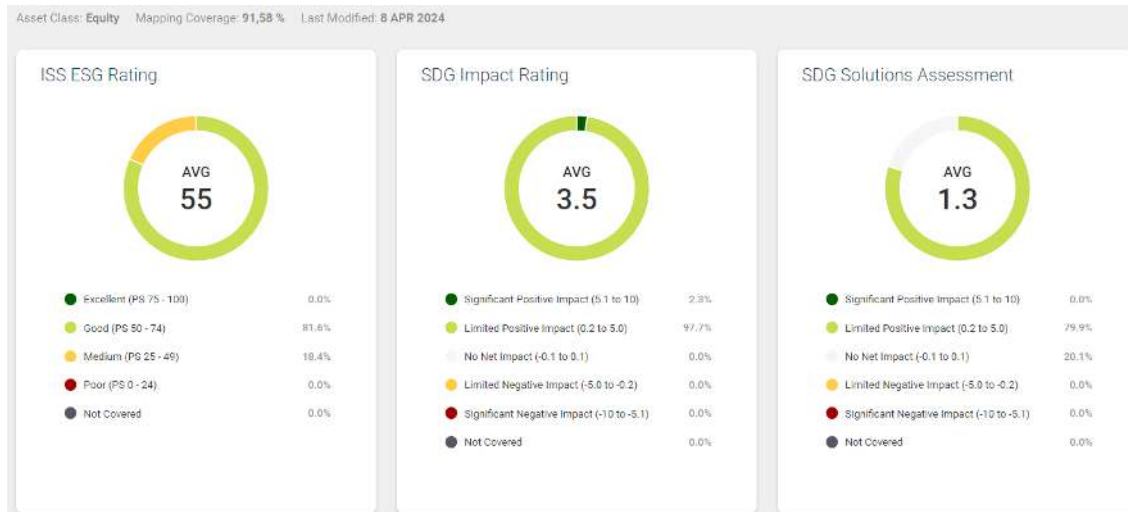 Asset Class: Equity Mapping Coverage: 91,58 % Last Modified: 8 APR 2024
ISS ESG Rating
AVG
55
Excellent (PS 75 - 100) 0.0%
Good (PS 50 - 74) 81.6%
Medium (PS 25 - 49) 18.4%
Poor (PS 0 - 24) 0.0%
Not Covered 0.0%
SDG Impact Rating
AVG
3.5
Significant Positive Impact (5.1 to 10) 2.3%
Limited Positive Impact (0.2 to 5.0) 97.7%
No Net Impact (-0.1 to 0.1) 0.0%
Limited Negative Impact (-5.0 to -0.2) 0.0%
Significant Negative Impact (-10 to -5.1) 0.0%
Not Covered 0.0%
SDG Solutions Assessment
AVG
1.3
Significant Positive Impact (5.1 to 10) 0.0%
Limited Positive Impact (0.2 to 5.0) 79.9%
No Net Impact (-0.1 to 0.1) 20.1%
Limited Negative Impact (-5.0 to -0.2) 0.0%
Significant Negative Impact (-10 to -5.1) 0.0%
Not Covered 0.0%